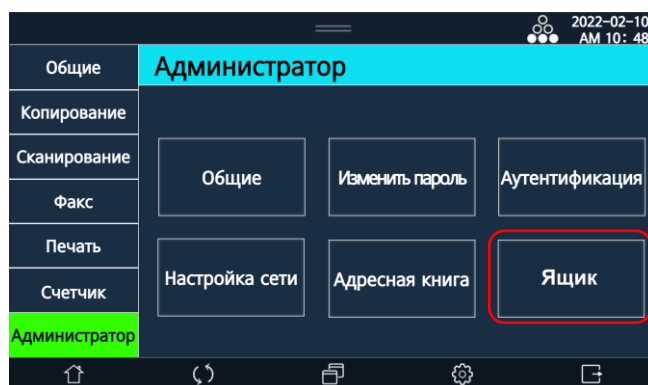 2022-02-10
AM 10: 48
Общие
Администратор
Копирование
Сканирование
Факс
Печать
Счетчик
Администратор
Общие
Изменить пароль
Аутентификация
Настройка сети
Адресная книга
Ящик